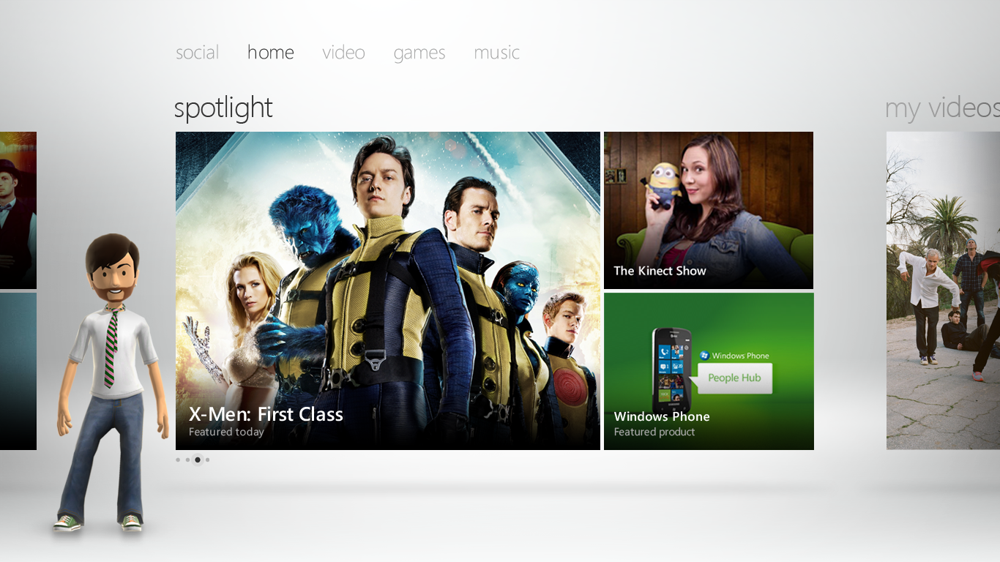 social home video games music
spotlight
my videos
The Kinect Show
Windows Phone
People Hub
X-Men: First Class
Featured today
Windows Phone
Featured product